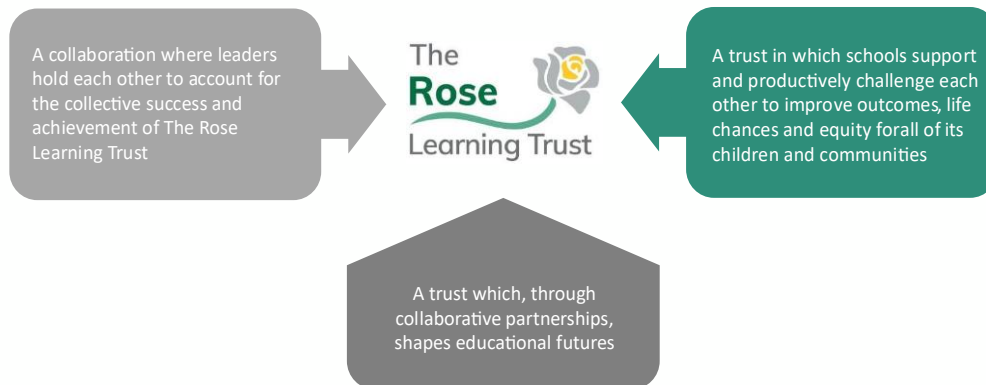 A collaboration where leaders
hold each other to account for
the collective success and
achievement of The Rose
Learning Trust
The
Rose
Learning Trust
A trust in which schools support
and productively challenge each
other to improve outcomes, life
chances and equity forall of its
children and communities
A trust which, through
collaborative partnerships,
shapes educational futures